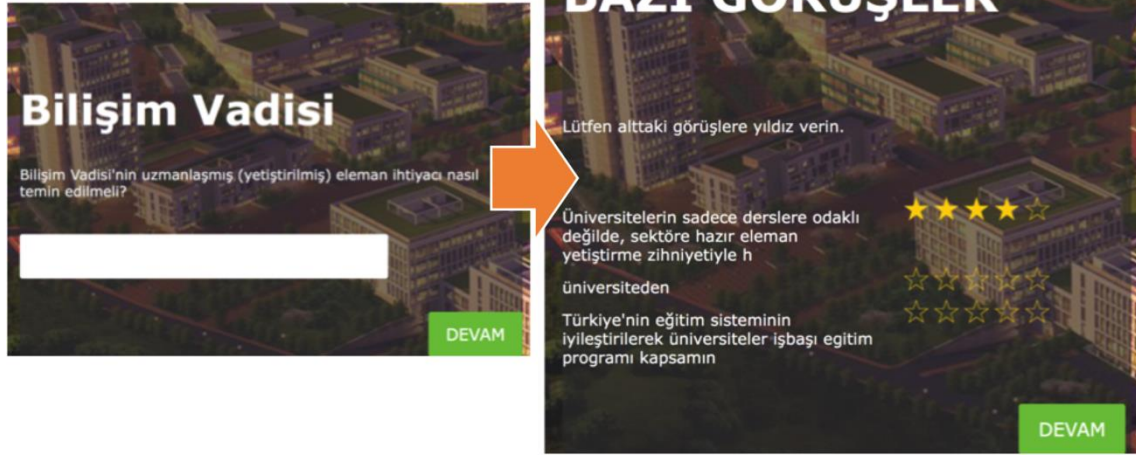 Bilişim Vadisi
Bilişim Vadisi'nin uzmanlaşmış (yetiştirilmiş) eleman ihtiyacı nasıl
temin edilmeli?
DEVAM
BAZI GÖRÜŞLER
Lütfen alttaki görüşlere yıldız verin.
Üniversitelerin sadece derslere odaklı
değilde, sektöre hazır eleman
yetiştirme zihniyetiyle h
üniversiteden
Türkiye'nin eğitim sisteminin
iyileştirilerek üniversiteler işbaşı egitim
programı kapsamın
DEVAM